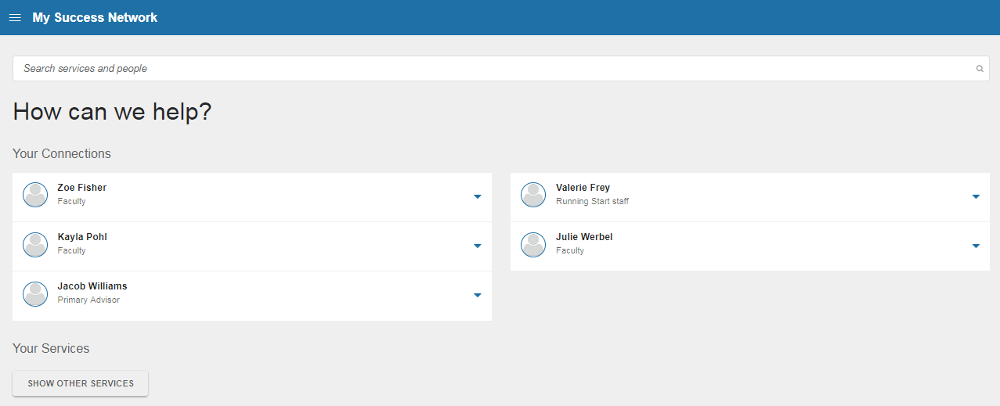 My Success Network
Search services and people
How can we help?
Your Connections
Zoe Fisher
Faculty
Valerie Frey
Running Start staff
Kayla Pohl
Faculty
Julie Werbel
Faculty
Jacob Williams
Primary Advisor
Your Services
SHOW OTHER SERVICES